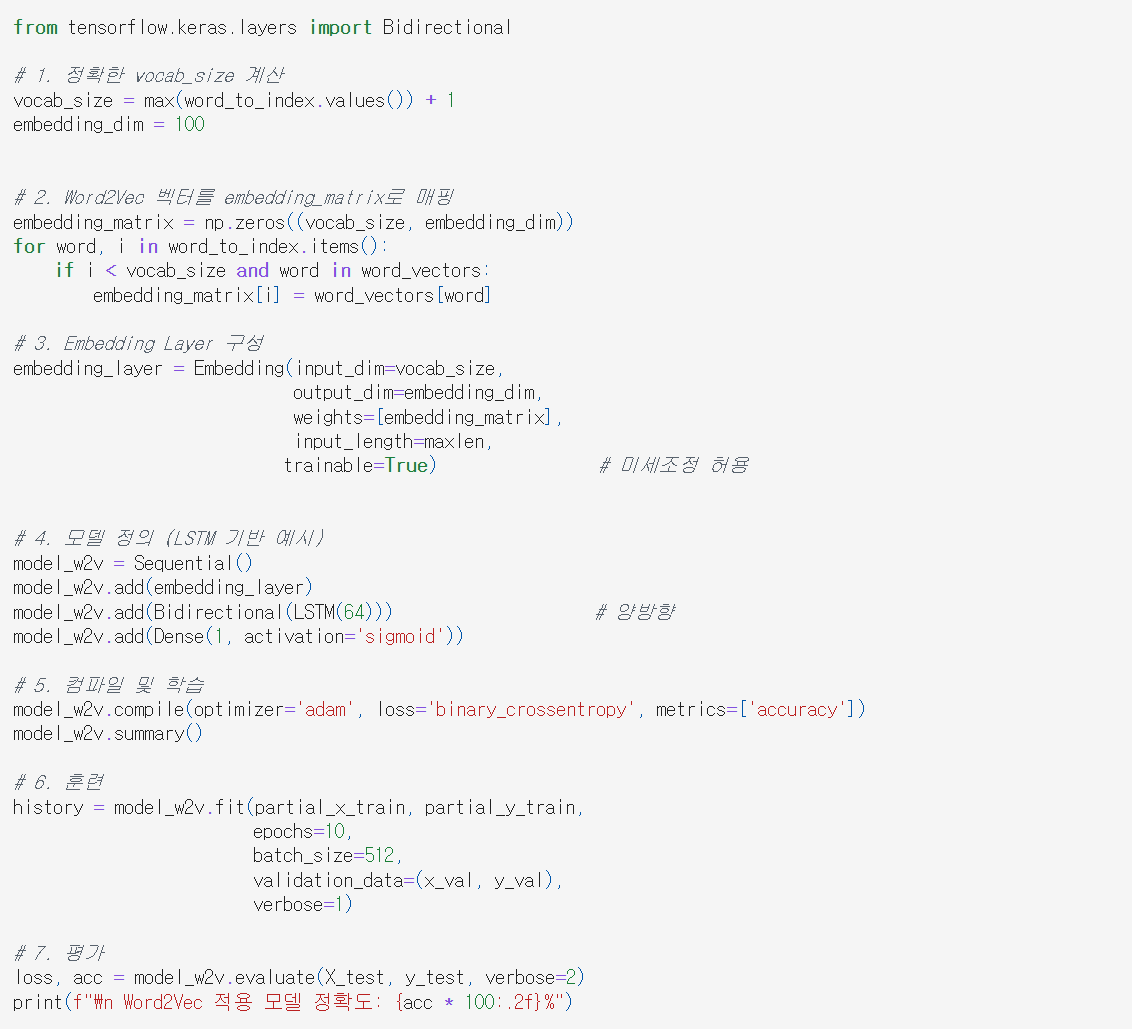 from tensorflow.keras.layers import Bidirectional
# 1. 정확한 vocab_size 계산
vocab_size = max(word_to_index.values()) + 1
embedding_dim = 100
# 2. Word2Vec 벡터를 embedding_matrix로 매핑
embedding_matrix = np.zeros((vocab_size, embedding_dim))
for word, i in word_to_index.items():
    if i < vocab_size and word in word_vectors:
        embedding_matrix[i] = word_vectors[word]
# 3. Embedding Layer 구성
embedding_layer = Embedding(input_dim=vocab_size,
                            output_dim=embedding_dim,
                            weights=[embedding_matrix],
                            input_length=maxlen,
                           trainable=True)                # 미세조정 허용
# 4. 모델 정의 (LSTM 기반 예시)
model_w2v = Sequential()
model_w2v.add(embedding_layer)
model_w2v.add(Bidirectional(LSTM(64)))                    # 양방향
model_w2v.add(Dense(1, activation='sigmoid'))
# 5. 컴파일 및 학습
model_w2v.compile(optimizer='adam', loss='binary_crossentropy', metrics=['accuracy'])
model_w2v.summary()
# 6. 훈련
history = model_w2v.fit(partial_x_train, partial_y_train,
                        epochs=10,
                        batch_size=512,
                        validation_data=(x_val, y_val),
                        verbose=1)
# 7. 평가
loss, acc = model_w2v.evaluate(X_test, y_test, verbose=2)
print(f"₩n Word2Vec 적용 모델 정확도: {acc * 100:.2f}%")